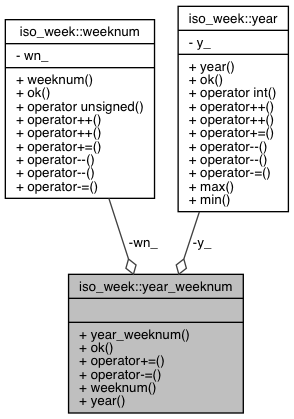 iso_week::weeknum
- wn_
+ weeknum()
+ ok()
+ operator unsigned()
+ operator++()
+ operator++()
+ operator+=()
+ operator--()
+ operator--()
+ operator-=()
iso_week::year
- y_
+ year()
+ ok()
+ operator int()
+ operator++()
+ operator++()
+ operator+=()
+ operator--()
+ operator--()
+ operator-=()
+ max()
+ min()
-wn_
-y_
iso_week::year_weeknum
+ year_weeknum()
+ ok()
+ operator+=()
+ operator-=()
+ weeknum()
+ year()